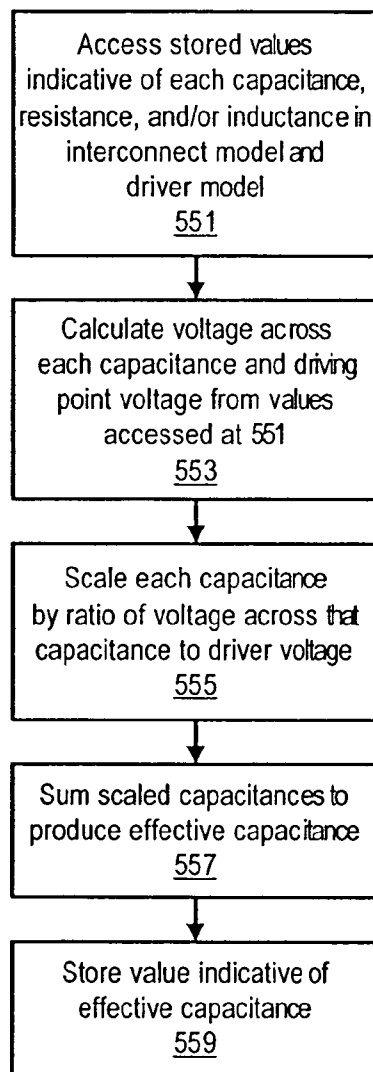 Access stored values
indicative of each capacitance,
resistance, and/or inductance in
interconnect model and
driver model
551
Calculate voltage across
each capacitance and driving
point voltage from values
accessed at 551
553
Scale each capacitance
by ratio of voltage across that
capacitance to driver voltage
555
Sum scaled capacitances to
produce effective capacitance
557
Store value indicative of
effective capacitance
559